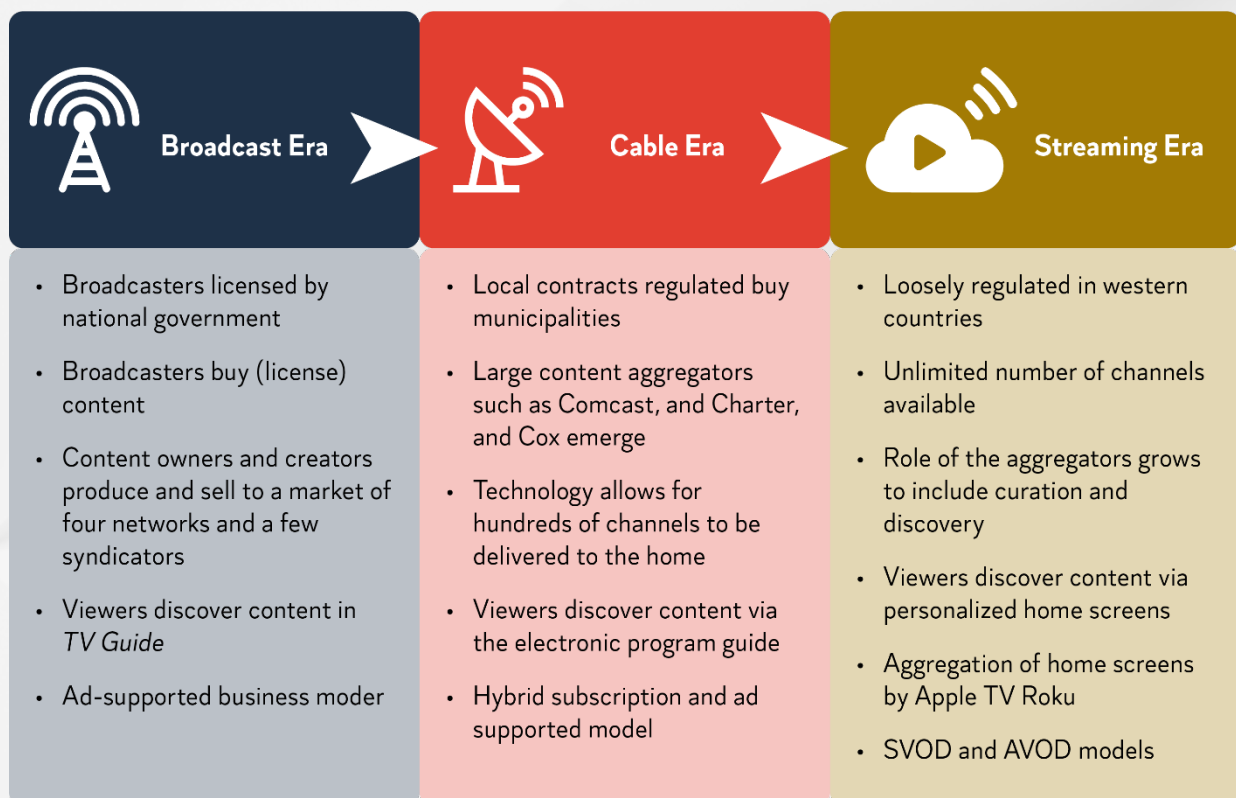 Broadcast Era
Cable Era
Streaming Era
• Broadcasters licensed by
national government
• Broadcasters buy (license)
content
• Content owners and creators
produce and sell to a market of
four networks and a few
syndicators
• Viewers discover content in
TV Guide
• Ad-supported business moder
• Local contracts regulated buy
municipalities
• Large content aggregators
such as Comcast, and Charter,
and Cox emerge
• Technology allows for
hundreds of channels to be
delivered to the home
• Viewers discover content via
the electronic program guide
• Hybrid subscription and ad
supported model
• Loosely regulated in western
countries
• Unlimited number of channels
available
• Role of the aggregators grows
to include curation and
discovery
• Viewers discover content via
personalized home screens
• Aggregation of home screens
by Apple TV Roku
• SVOD and AVOD models